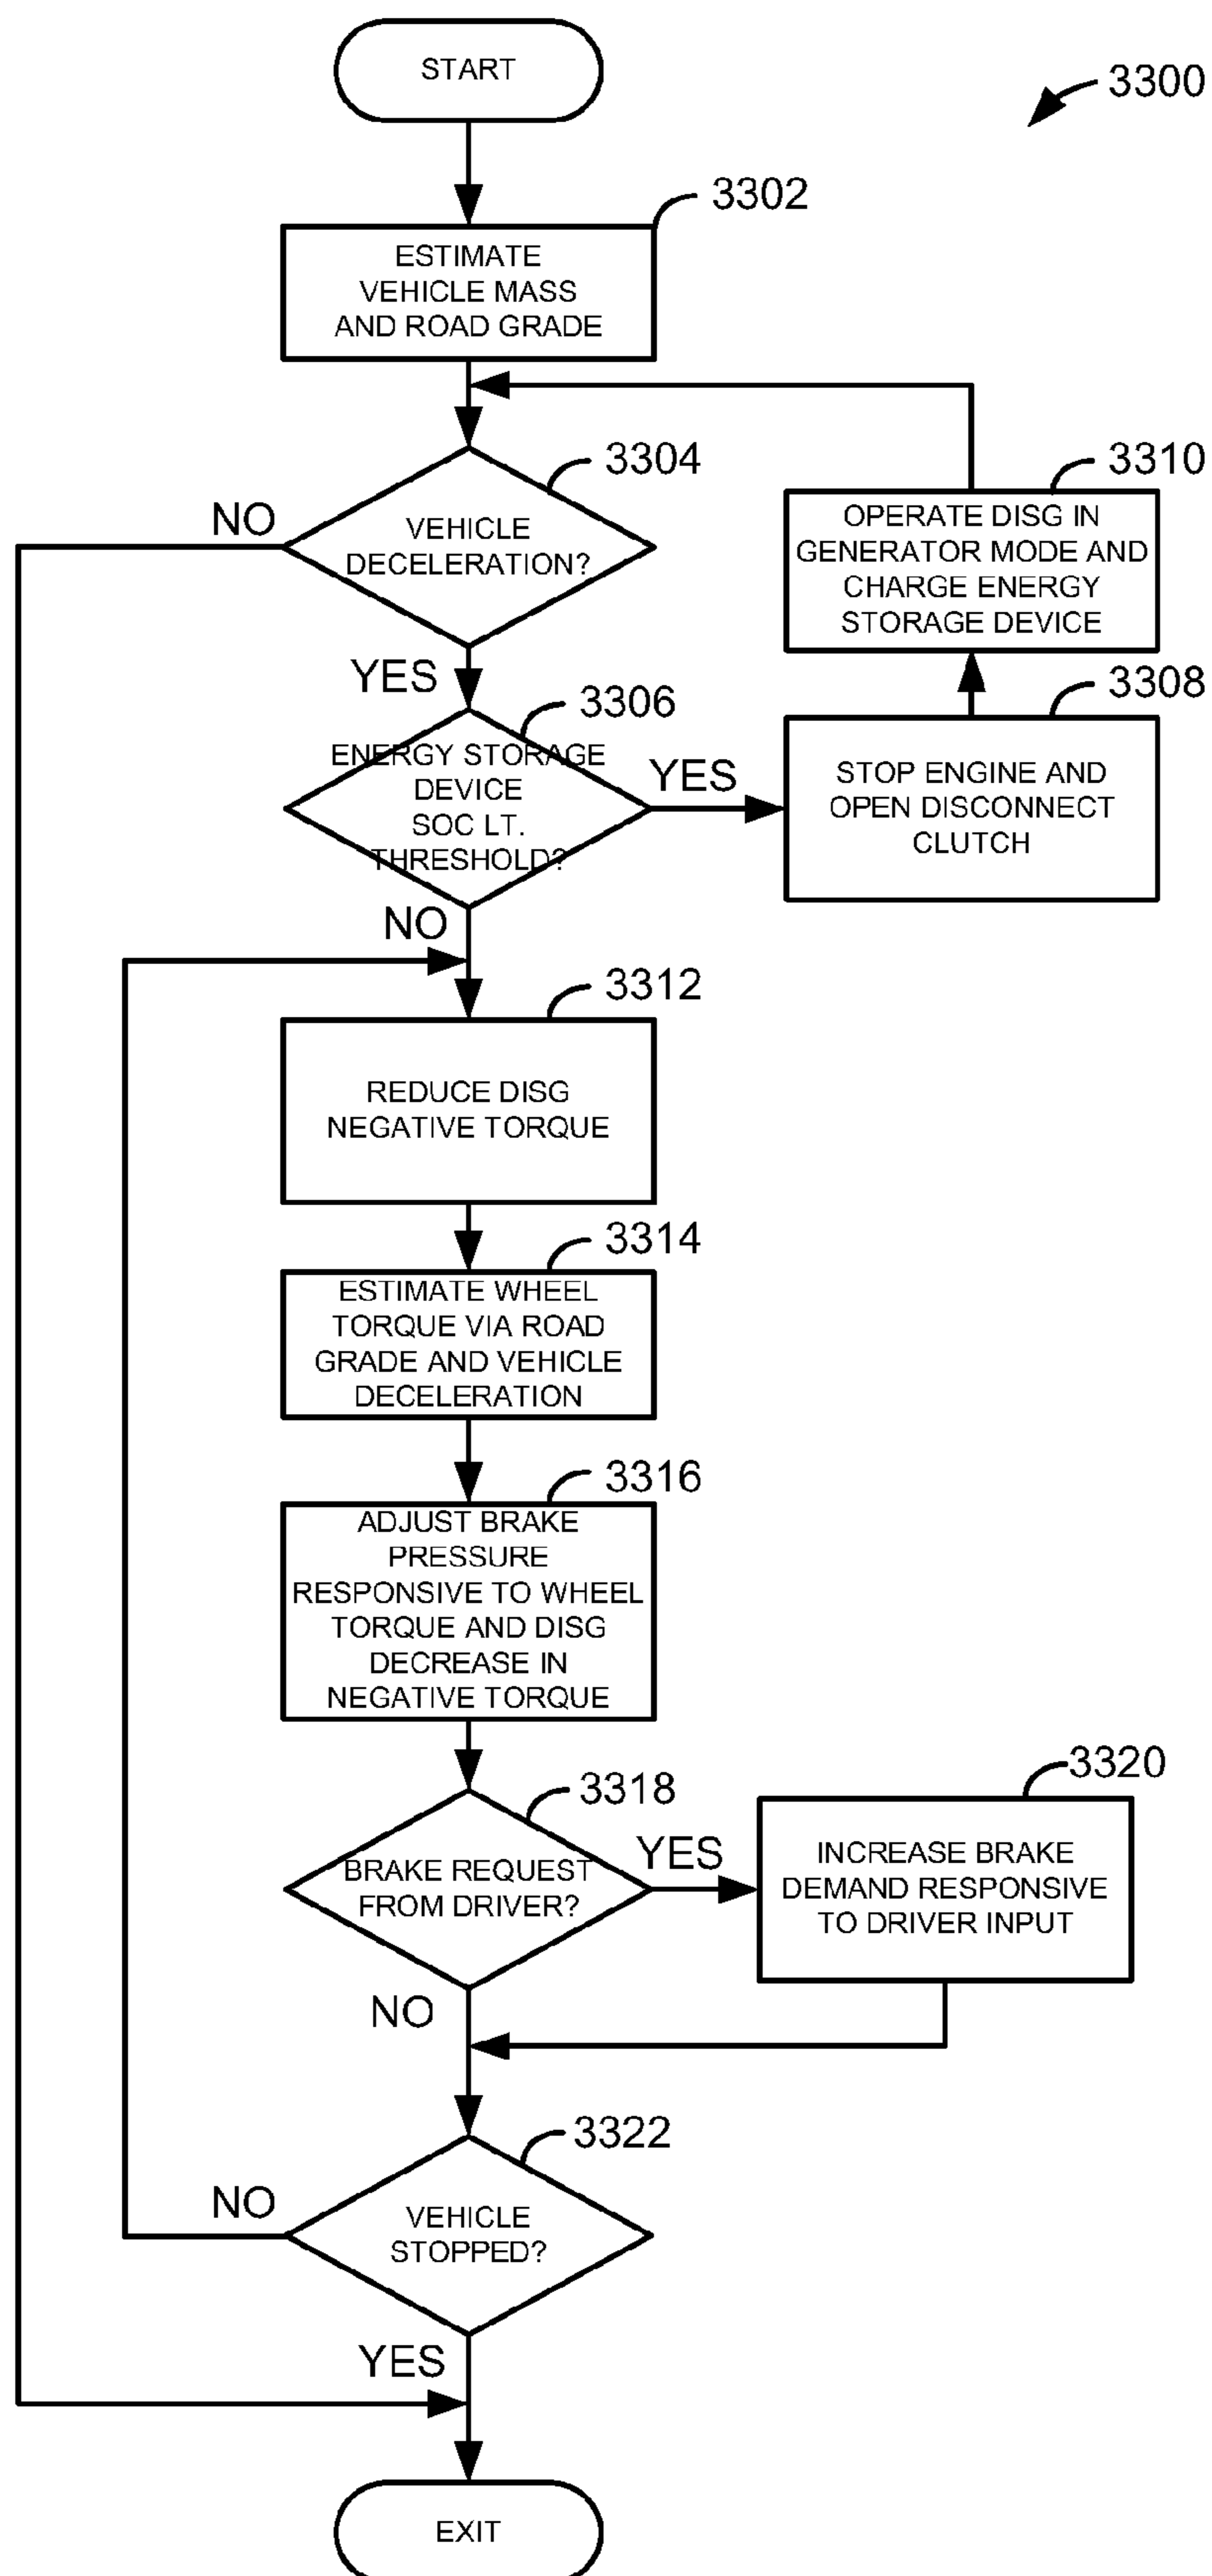 START
3300
3302
ESTIMATE
VEHICLE MASS
AND ROAD GRADE
3304
NO
VEHICLE
DECELERATION?
3310
OPERATE DISG IN
GENERATOR MODE AND
CHARGE ENERGY
STORAGE DEVICE
YES
3306
ENERGY STORAGE
DEVICE
SOC LT.
THRESHOLD?
YES
3308
STOP ENGINE AND
OPEN DISCONNECT
CLUTCH
NO
3312
REDUCE DISG
NEGATIVE TORQUE
3314
ESTIMATE WHEEL
TORQUE VIA ROAD
GRADE AND VEHICLE
DECELERATION
3316
ADJUST BRAKE
PRESSURE
RESPONSIVE TO WHEEL
TORQUE AND DISG
DECREASE IN
NEGATIVE TORQUE
3318
BRAKE REQUEST
FROM DRIVER?
YES
3320
INCREASE BRAKE
DEMAND RESPONSIVE
TO DRIVER INPUT
NO
3322
NO
VEHICLE
STOPPED?
YES
EXIT